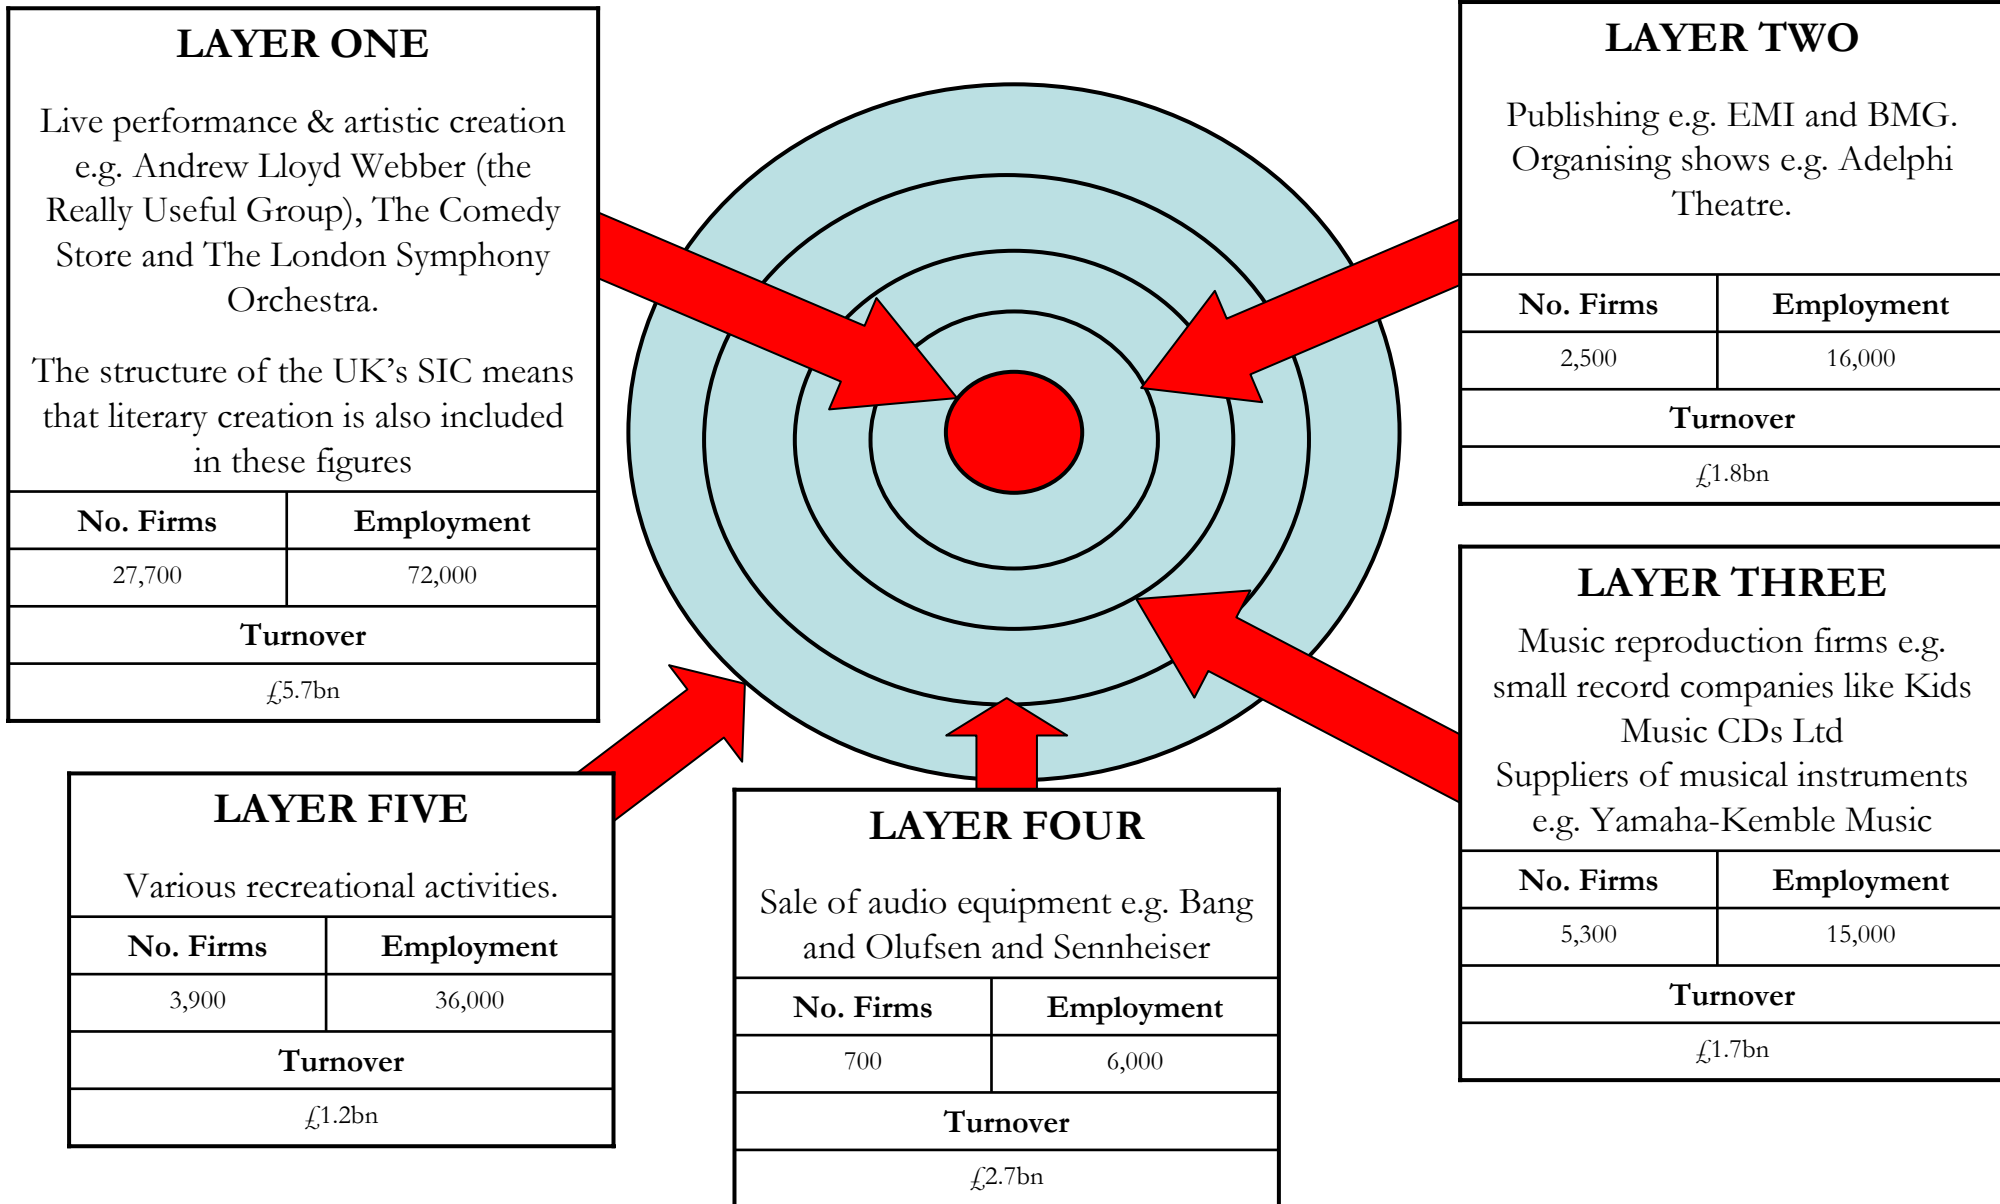 LAYER ONE
Live performance & artistic creation
e.g. Andrew Lloyd Webber (the
Really Useful Group), The Comedy
Store and The London Symphony
Orchestra.
The structure of the UK's SIC means
that literary creation is also included
in these figures
No. Firms Employment
27,700 72,000
Turnover
£5.7bn
LAYER TWO
Publishing e.g. EMI and BMG.
Organising shows e.g. Adelphi
Theatre.
No. Firms Employment
2,500 16,000
Turnover
£1.8bn
LAYER THREE
Music reproduction firms e.g.
small record companies like Kids
Music CDs Ltd
Suppliers of musical instruments
e.g. Yamaha-Kemble Music
No. Firms Employment
5,300 15,000
Turnover
£1.7bn
LAYER FOUR
Sale of audio equipment e.g. Bang
and Olufsen and Sennheiser
No. Firms Employment
700 6,000
Turnover
£2.7bn
LAYER FIVE
Various recreational activities.
No. Firms Employment
3,900 36,000
Turnover
£1.2bn